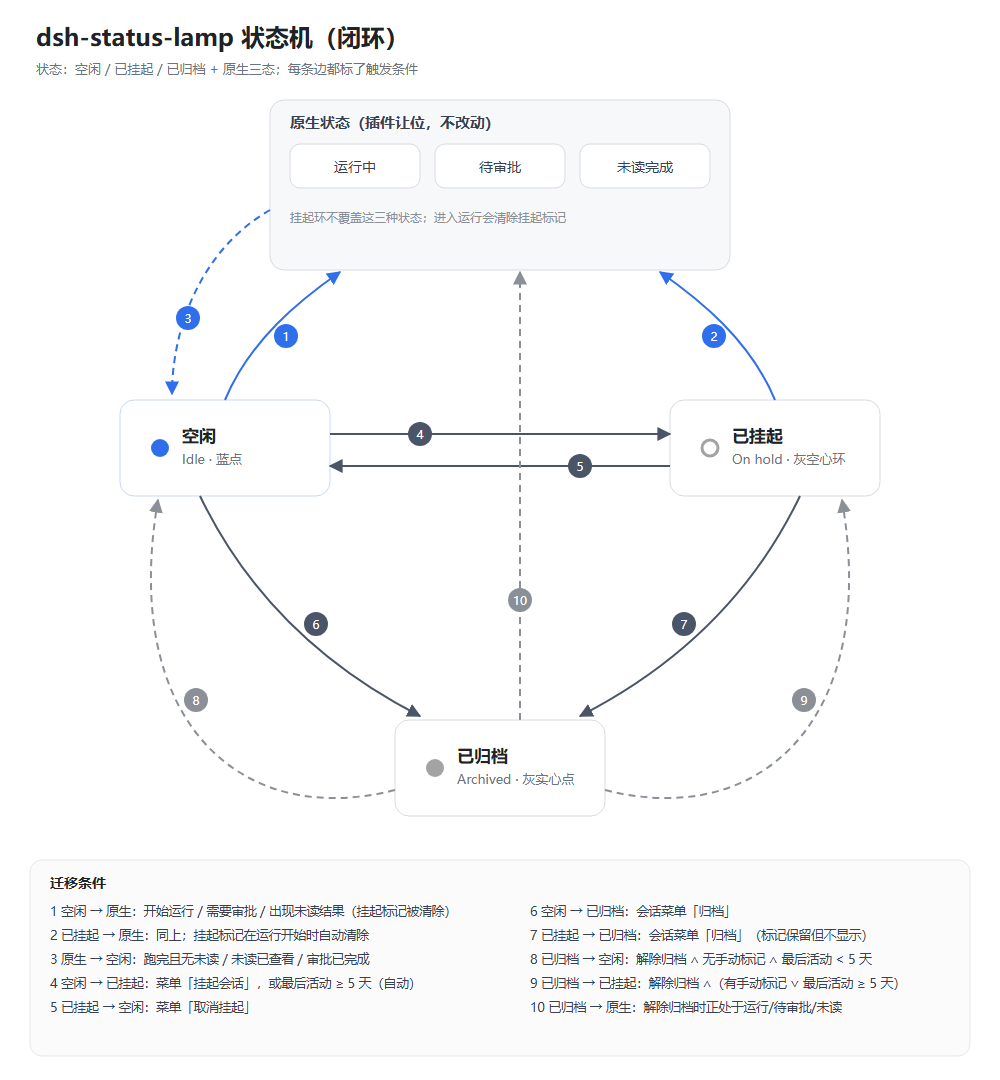 dsh-status-lamp 状态机（闭环）
状态：空闲 / 已挂起 / 已归档 + 原生三态；每条边都标了触发条件
原生状态（插件让位，不改动）
运行中
待审批
未读完成
挂起环不覆盖这三种状态；进入运行会清除挂起标记
3
1
2
空闲
Idle · 蓝点
4
5
已挂起
On hold · 灰空心环
10
6
7
8
9
已归档
Archived · 灰实心点
迁移条件
1 空闲 → 原生：开始运行 / 需要审批 / 出现未读结果（挂起标记被清除）
2 已挂起 → 原生：同上；挂起标记在运行开始时自动清除
3 原生 → 空闲：跑完且无未读 / 未读已查看 / 审批已完成
4 空闲 → 已挂起：菜单「挂起会话」，或最后活动 ≥ 5 天（自动）
5 已挂起 → 空闲：菜单「取消挂起」
6 空闲 → 已归档：会话菜单「归档」
7 已挂起 → 已归档：会话菜单「归档」（标记保留但不显示）
8 已归档 → 空闲：解除归档 ∧ 无手动标记 ∧ 最后活动 < 5 天
9 已归档 → 已挂起：解除归档 ∧（有手动标记 ∨ 最后活动 ≥ 5 天）
10 已归档 → 原生：解除归档时正处于运行/待审批/未读